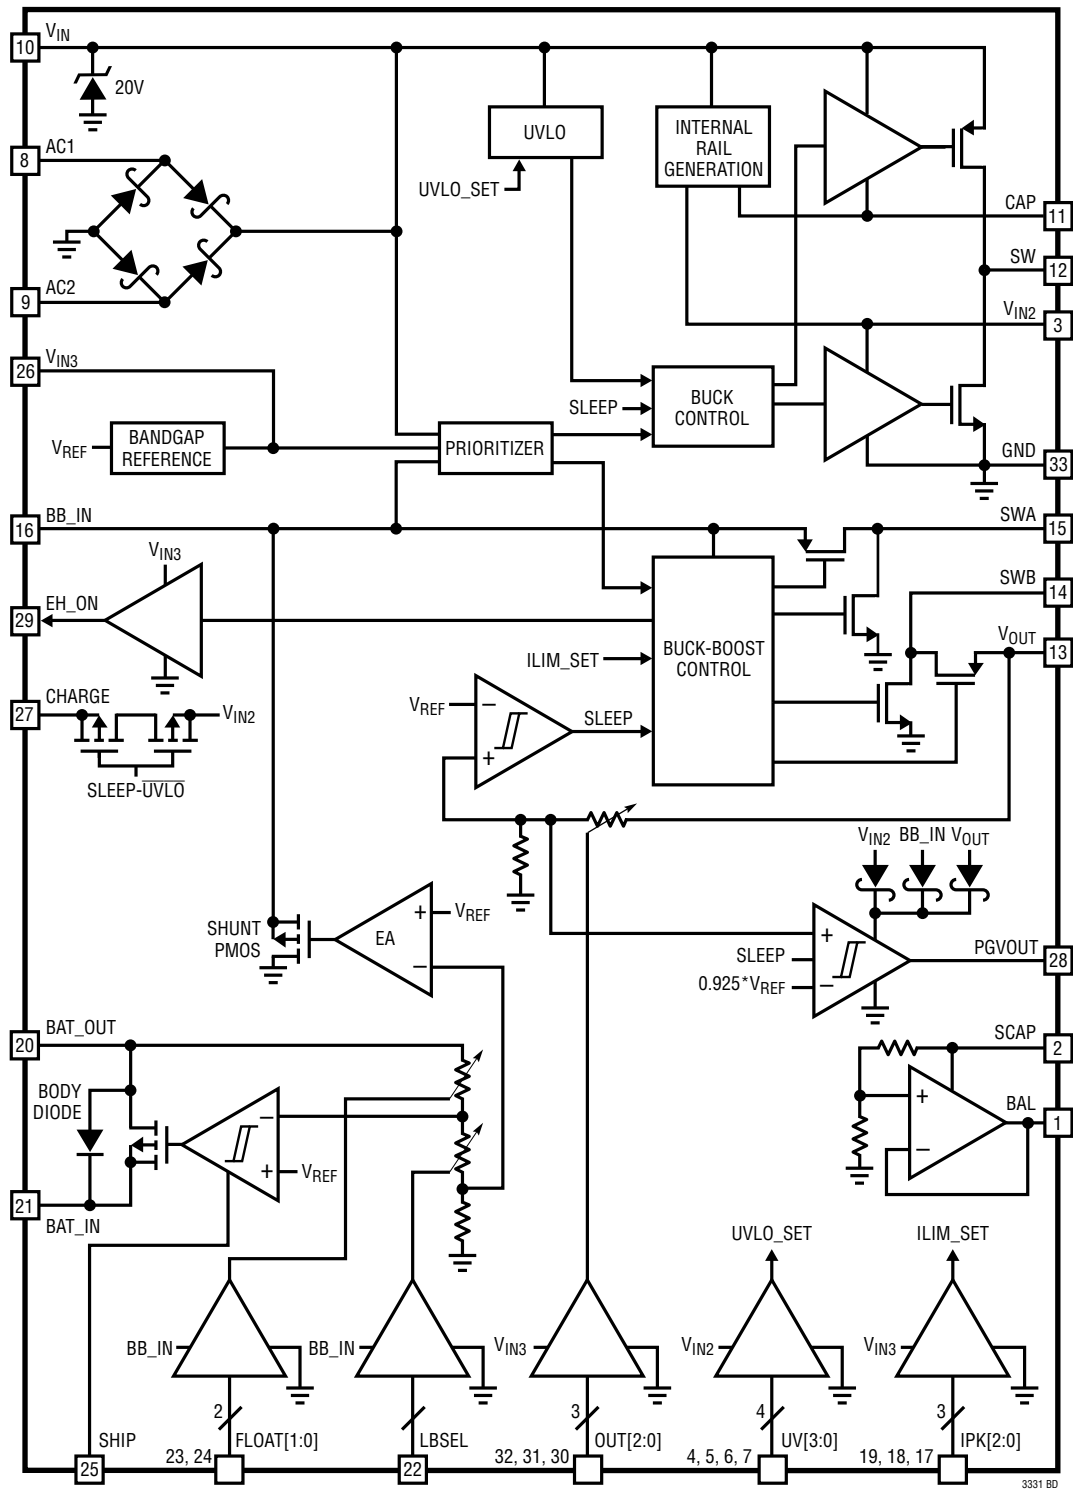 10
VIN
20V
8
AC1
9
AC2
UVLO
UVLO_SET
INTERNAL
RAIL
GENERATION
CAP
11
SW
12
VIN2
3
26
VIN3
VREF
BANDGAP
REFERENCE
PRIORITIZER
SLEEP
BUCK
CONTROL
GND
33
16
BB_IN
SWA
15
VIN3
29
EH_ON
SWB
14
VOUT
13
BUCK-BOOST
CONTROL
ILIM_SET
27
CHARGE
VIN2
SLEEP-UVLO
VREF
–
+
SLEEP
VIN2
BB_IN
VOUT
SHUNT
PMOS
EA
+
–
VREF
SLEEP
0.925*VREF
+
–
PGVOUT
28
20
BAT_OUT
SCAP
2
BODY
DIODE
–
+
VREF
+
–
BAL
1
21
BAT_IN
UVLO_SET
ILIM_SET
BB_IN
BB_IN
VIN3
VIN2
VIN3
2
3
4
3
SHIP
25
23, 24
FLOAT[1:0]
22
LBSEL
32, 31, 30
OUT[2:0]
4, 5, 6, 7
UV[3:0]
19, 18, 17
IPK[2:0]
3331 BD